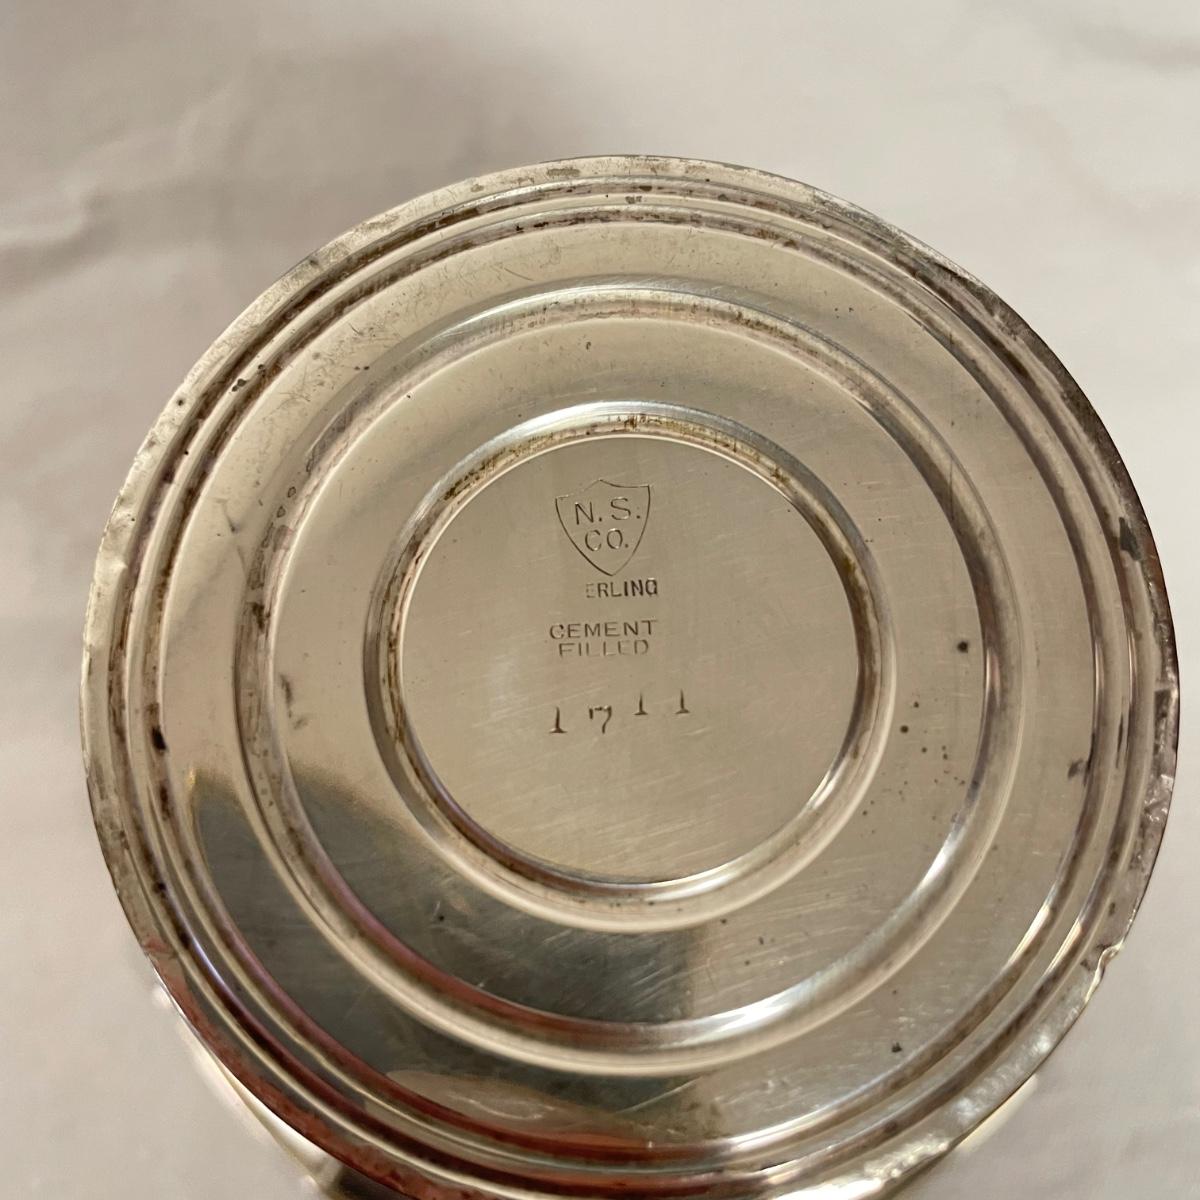 N.S.
CO.
ERLING
CEMENT
FILLED
1711